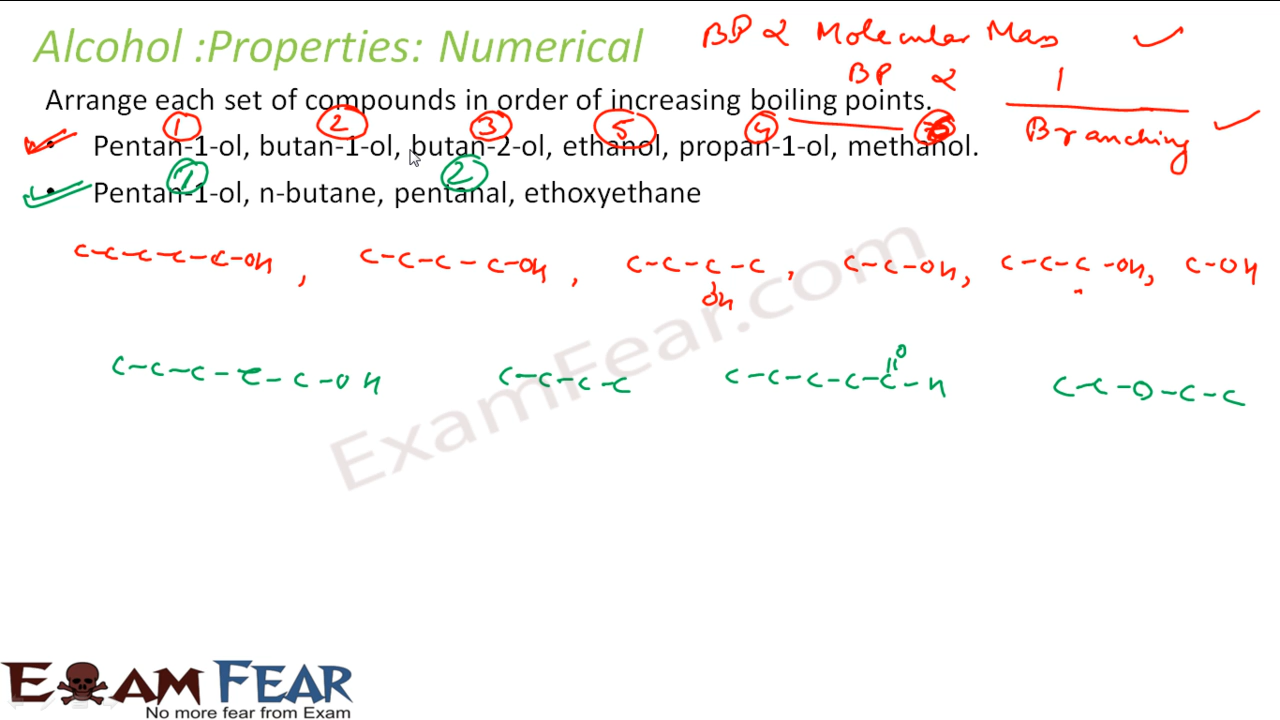 Alcohol :Properties: Numerical
BP ∝ Molecular Mass ✓
BP ∝ 1
Branching ✓
Arrange each set of compounds in order of increasing boiling points.
1 2 3 5 4
• Pentan-1-ol, butan-1-ol, butan-2-ol, ethanol, propan-1-ol, methanol.
1 2
• Pentan-1-ol, n-butane, pentanal, ethoxyethane
C-C-C-C-C-OH, C-C-C-C-OH, C-C-C-C, C-C-OH, C-C-C-OH, C-OH
OH
O
C-C-C-C-C-OH C-C-C-C C-C-C-C-C-H C-C-O-C-C
ExamFear.com
EXAM FEAR
No more fear from Exam